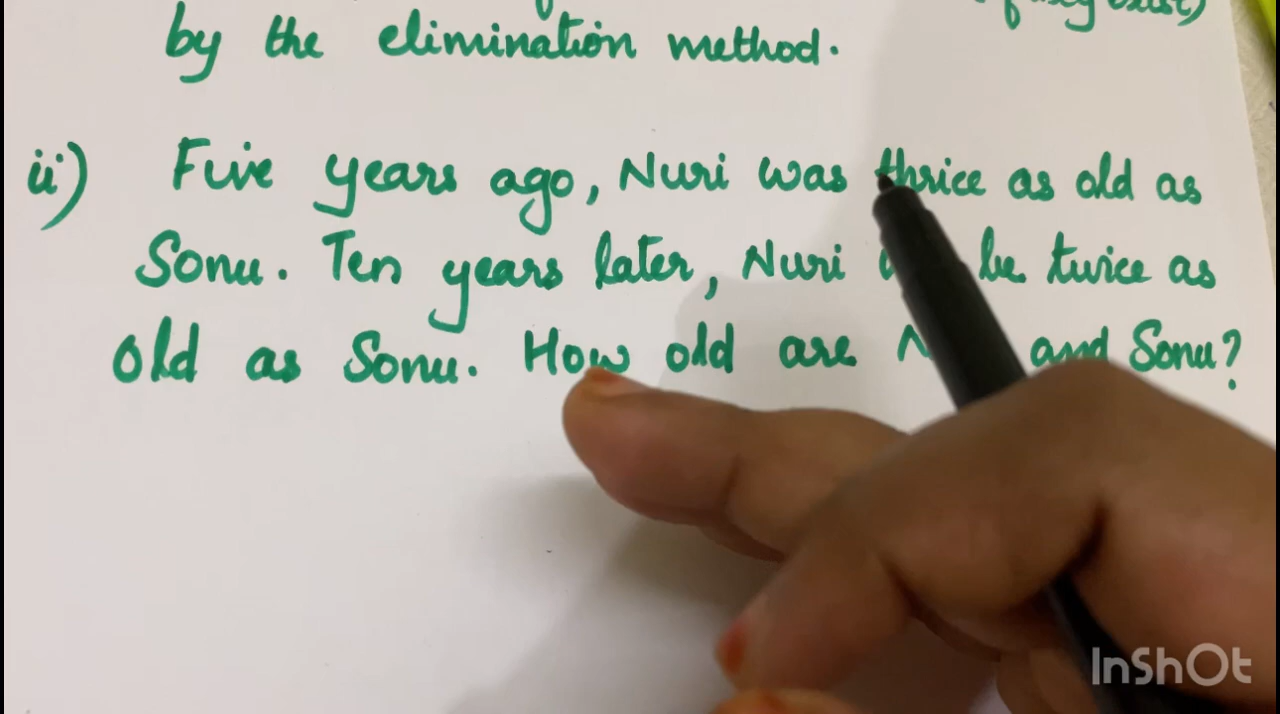 by the elimination method.
ii) Five years ago, Nuri was thrice as old as
Sonu. Ten years later, Nuri be twice as
old as Sonu. How old are and Sonu?
InShOt